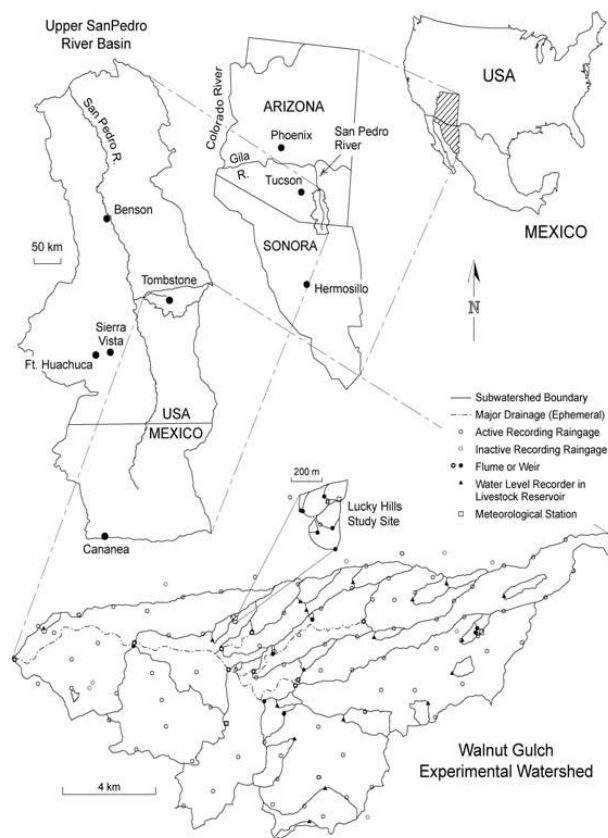 Upper SanPedro
River Basin
San Pedro R.
Benson
50 km
Tombstone
Sierra
Vista
Ft. Huachuca
USA
MEXICO
Cananea
Colorado River
ARIZONA
Phoenix
San Pedro
River
Gila
R.
Tucson
SONORA
Hermosillo
USA
MEXICO
N
Subwatershed Boundary
Major Drainage (Ephemeral)
Active Recording Raingage
Inactive Recording Raingage
Flume or Weir
Water Level Recorder in
Livestock Reservoir
Meteorological Station
200 m
Lucky Hills
Study Site
4 km
Walnut Gulch
Experimental Watershed